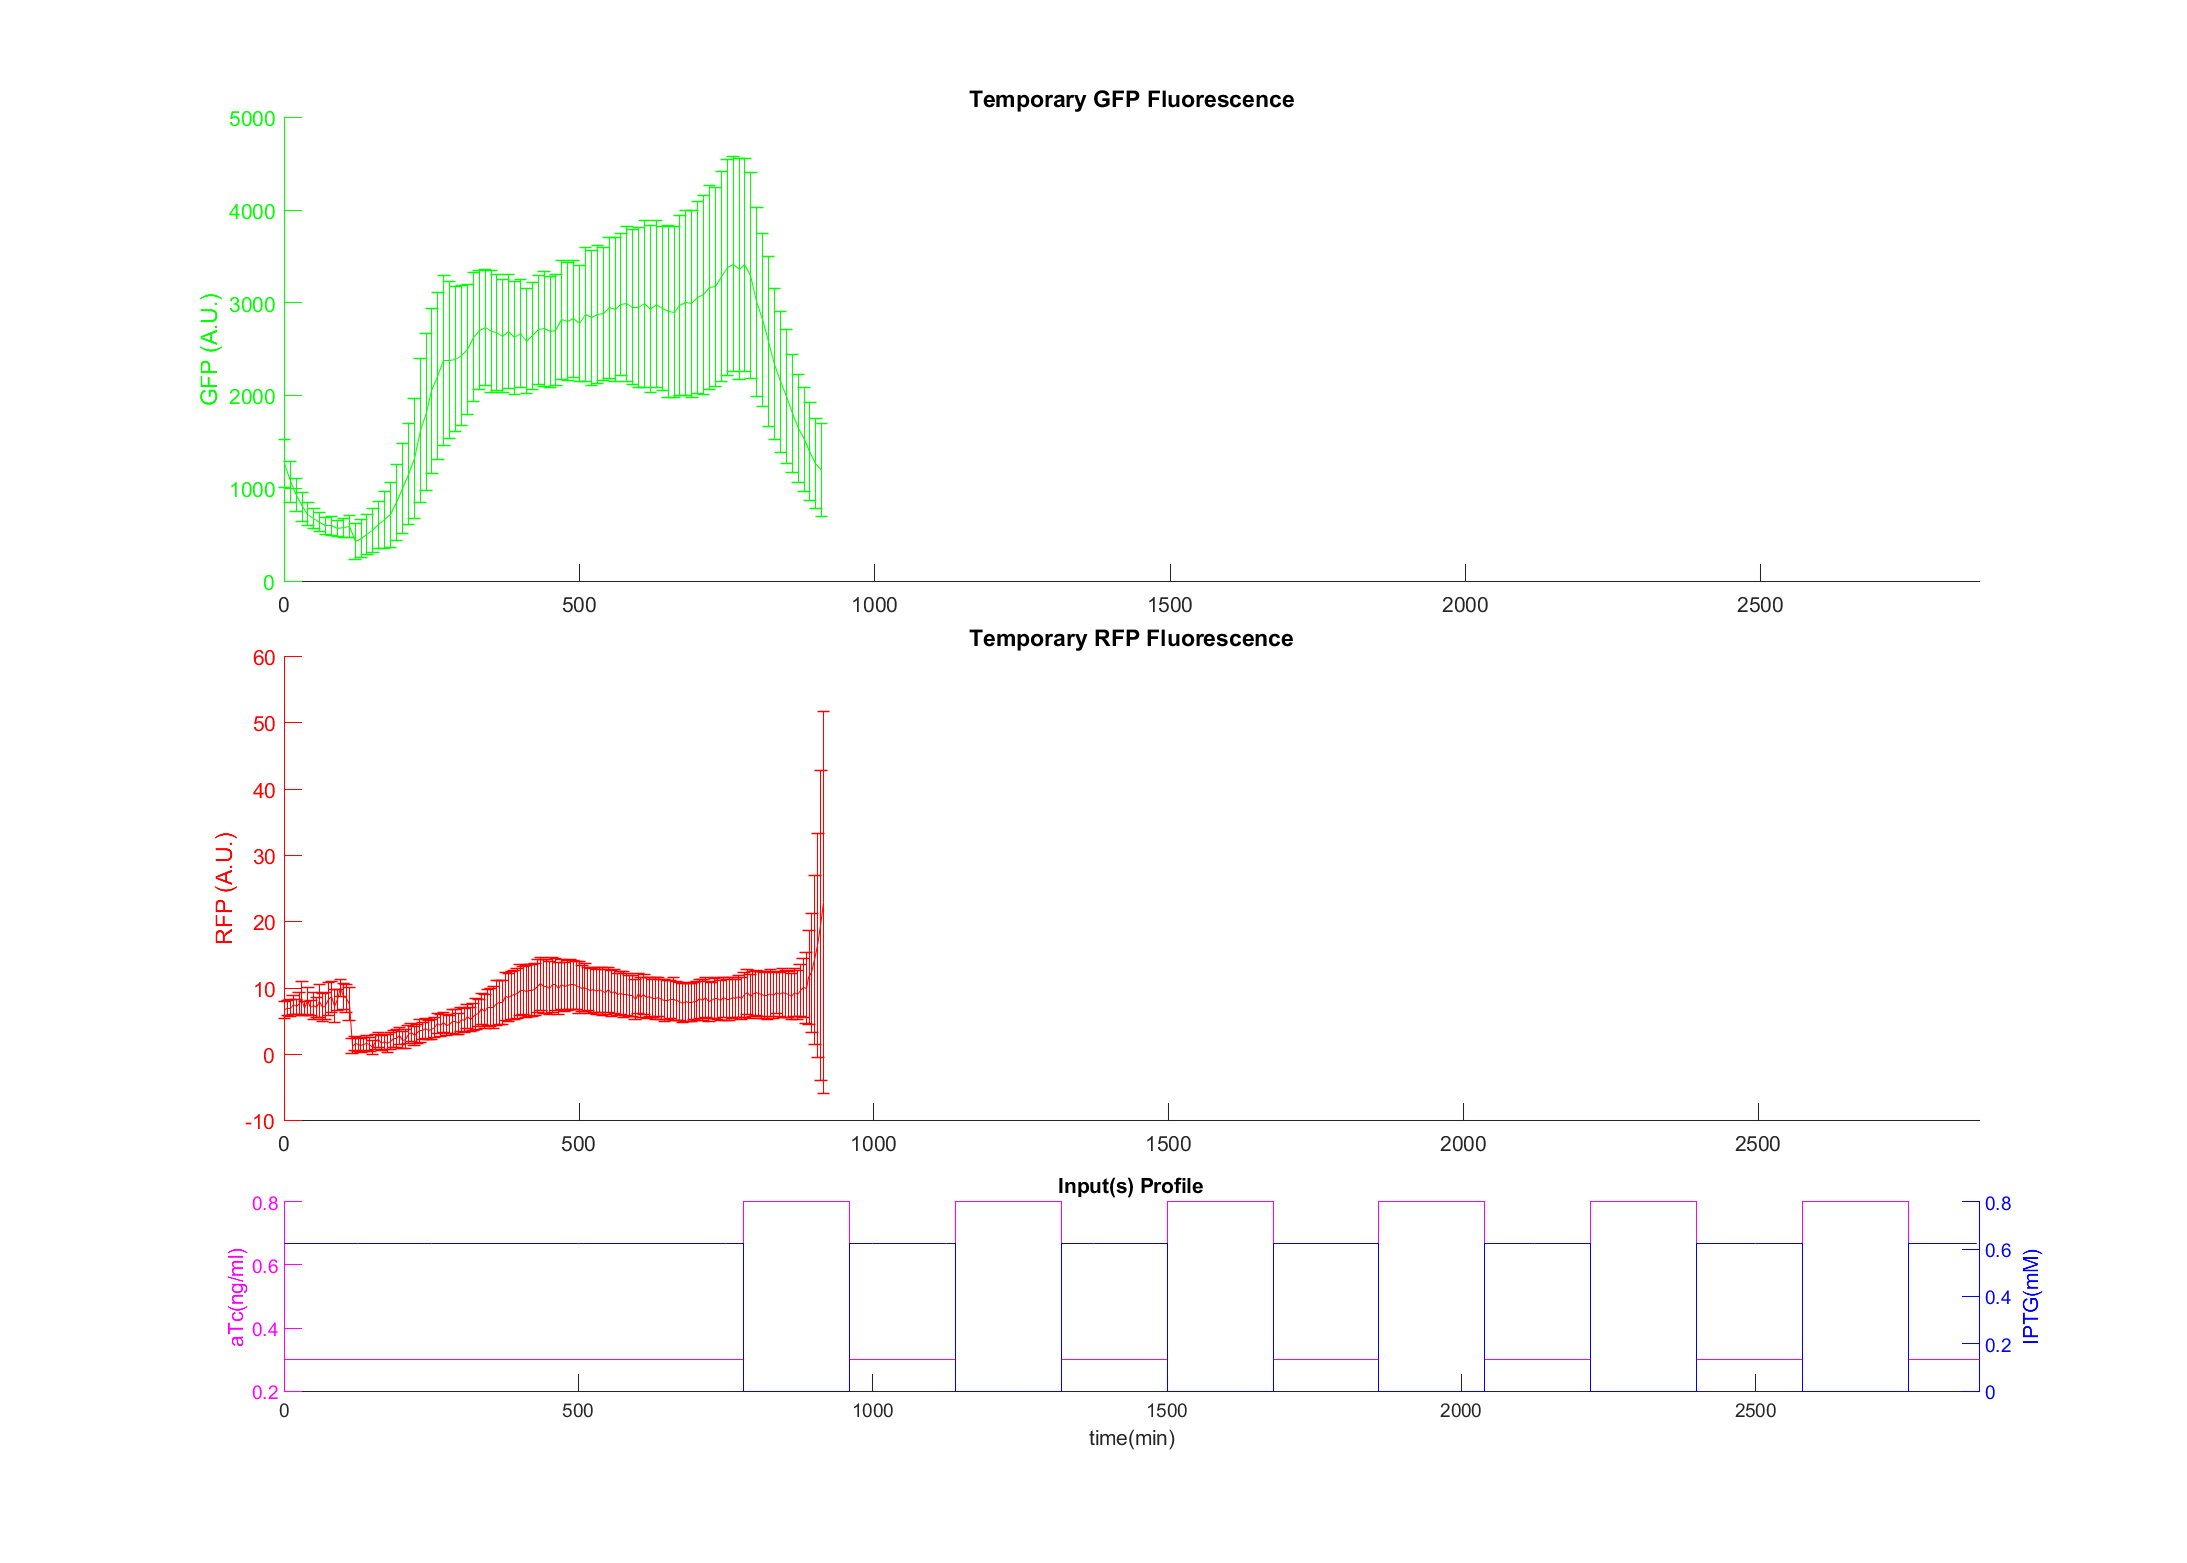 Temporary GFP Fluorescence
5000
4000
3000
2000
1000
0
GFP (A.U.)
0 500 1000 1500 2000 2500
Temporary RFP Fluorescence
60
50
40
30
20
10
0
-10
RFP (A.U.)
0 500 1000 1500 2000 2500
Input(s) Profile
0.8
0.6
0.4
0.2
aTc(ng/ml)
0.8
0.6
0.4
0.2
0
IPTG(mM)
0 500 1000 1500 2000 2500
time(min)